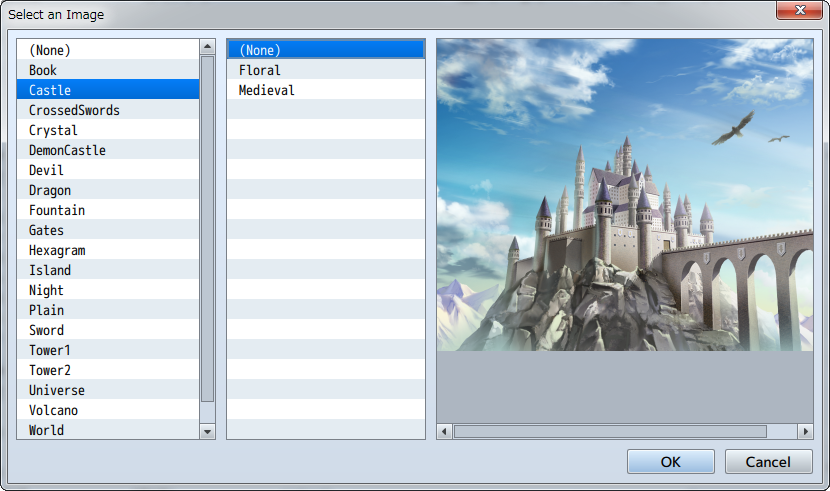 Select an Image
(None)
Book
Castle
CrossedSwords
Crystal
DemonCastle
Devil
Dragon
Fountain
Gates
Hexagram
Island
Night
Plain
Sword
Tower1
Tower2
Universe
Volcano
World
(None)
Floral
Medieval
OK
Cancel